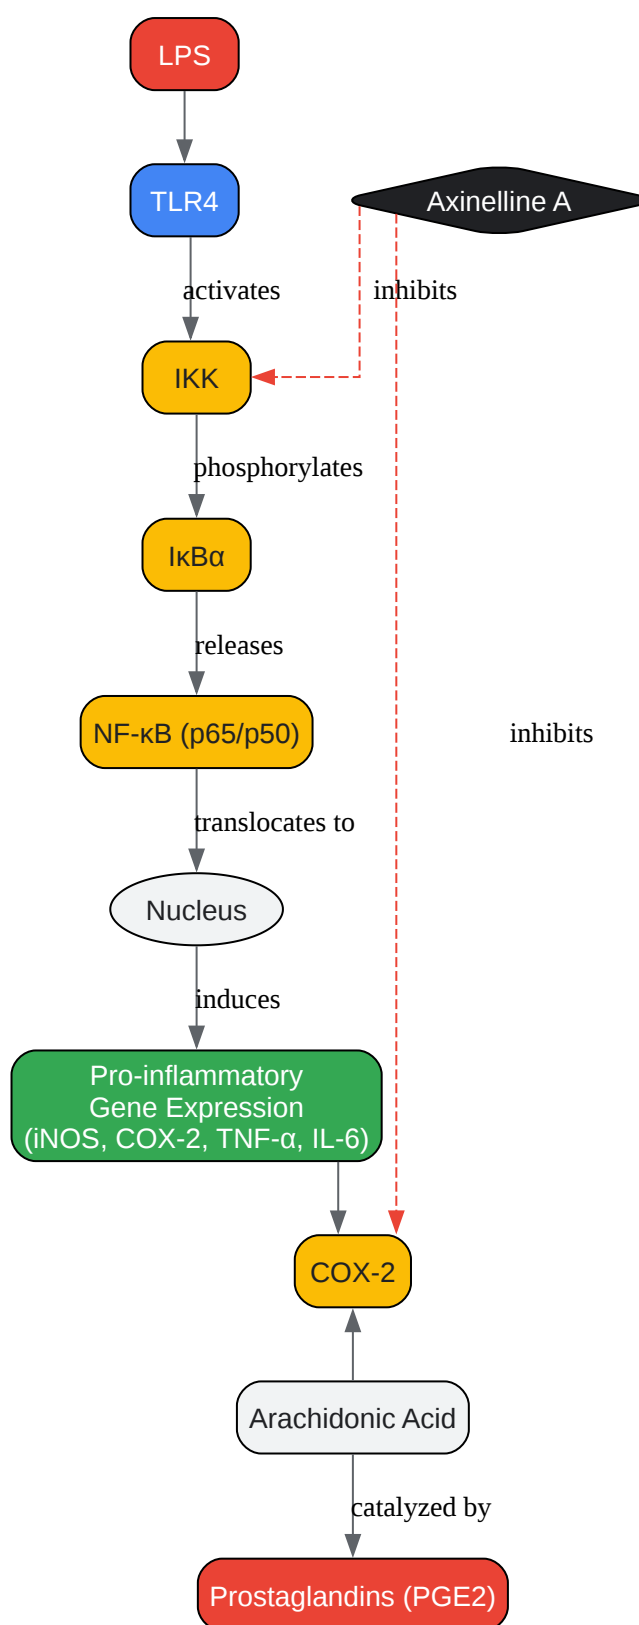 LPS
TLR4
Axinelline A
activates
inhibits
IKK
phosphorylates
IκBα
releases
NF-κB (p65/p50)
inhibits
translocates to
Nucleus
induces
Pro-inflammatory
Gene Expression
(iNOS, COX-2, TNF-α, IL-6)
COX-2
Arachidonic Acid
catalyzed by
Prostaglandins (PGE2)